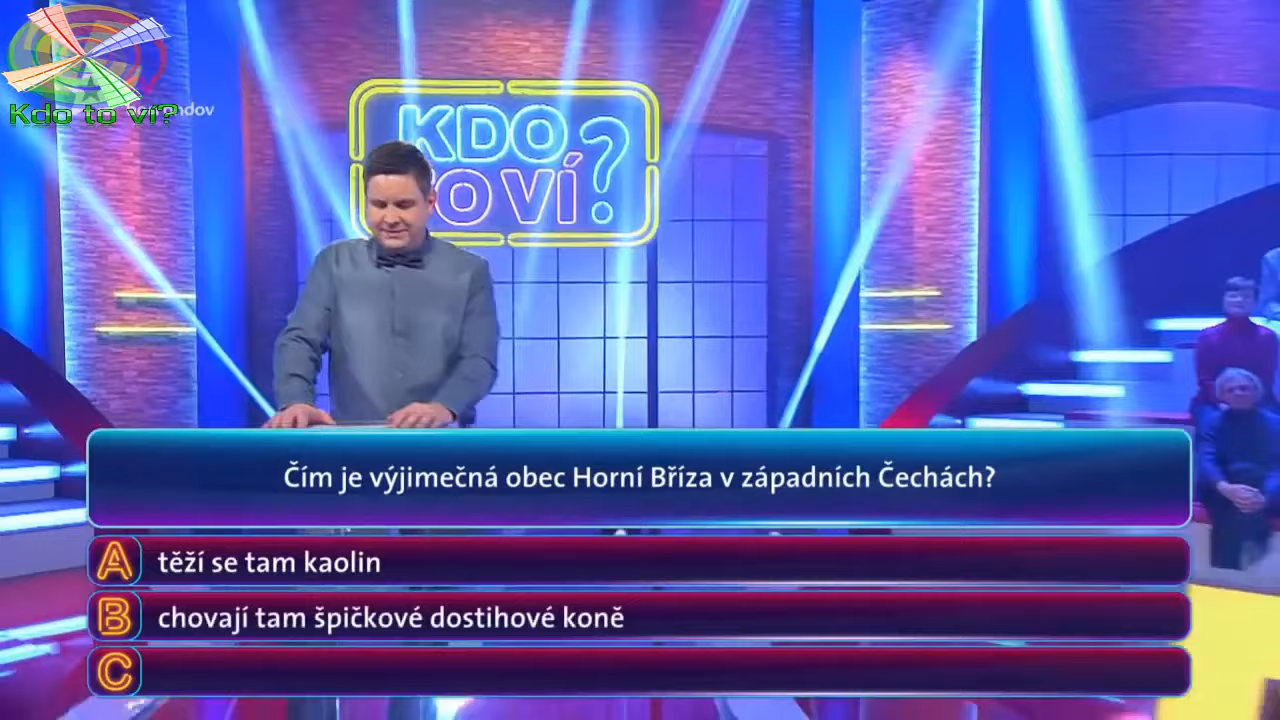 Kdo to ví?
KDO
TO VÍ?
Čím je výjimečná obec Horní Bříza v západních Čechách?
A těží se tam kaolin
B chovají tam špičkové dostihové koně
C